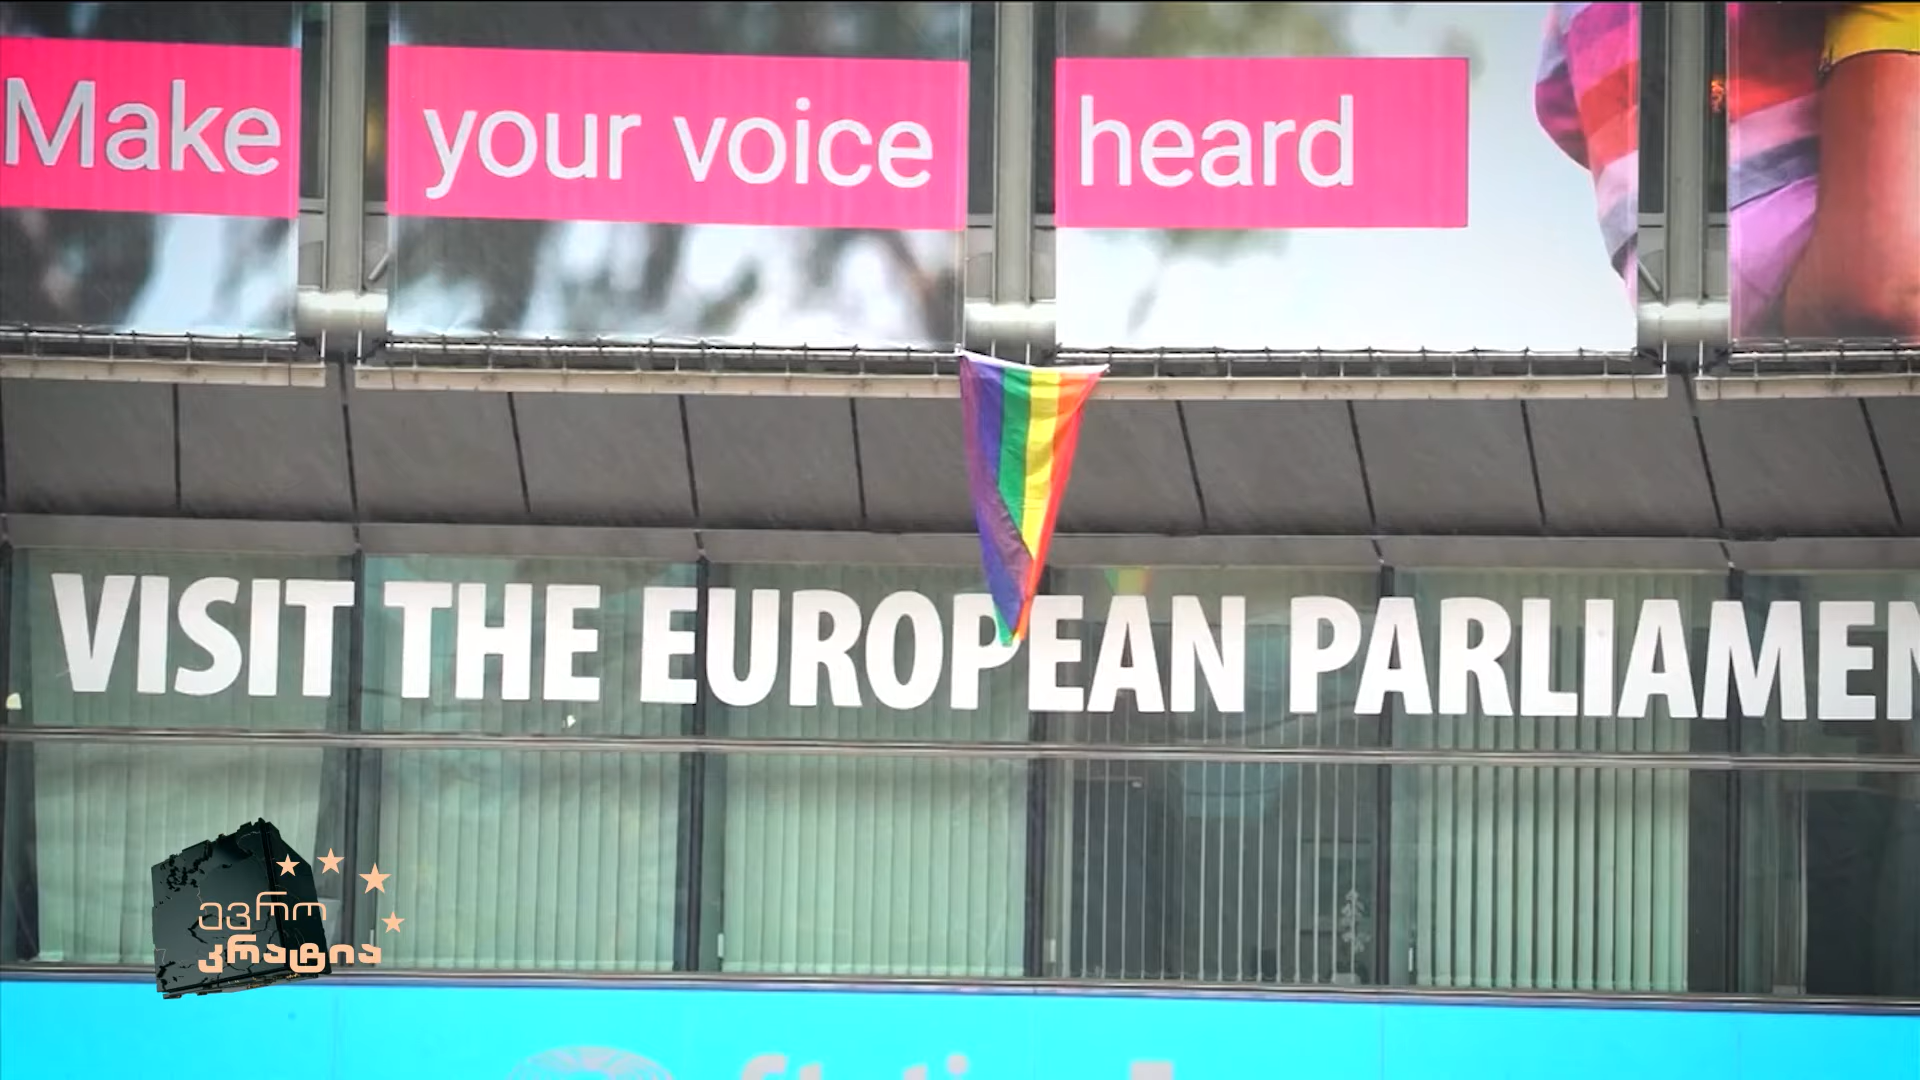 Make your voice heard
VISIT THE EUROPEAN PARLIAMEN
ევრო
კრატია